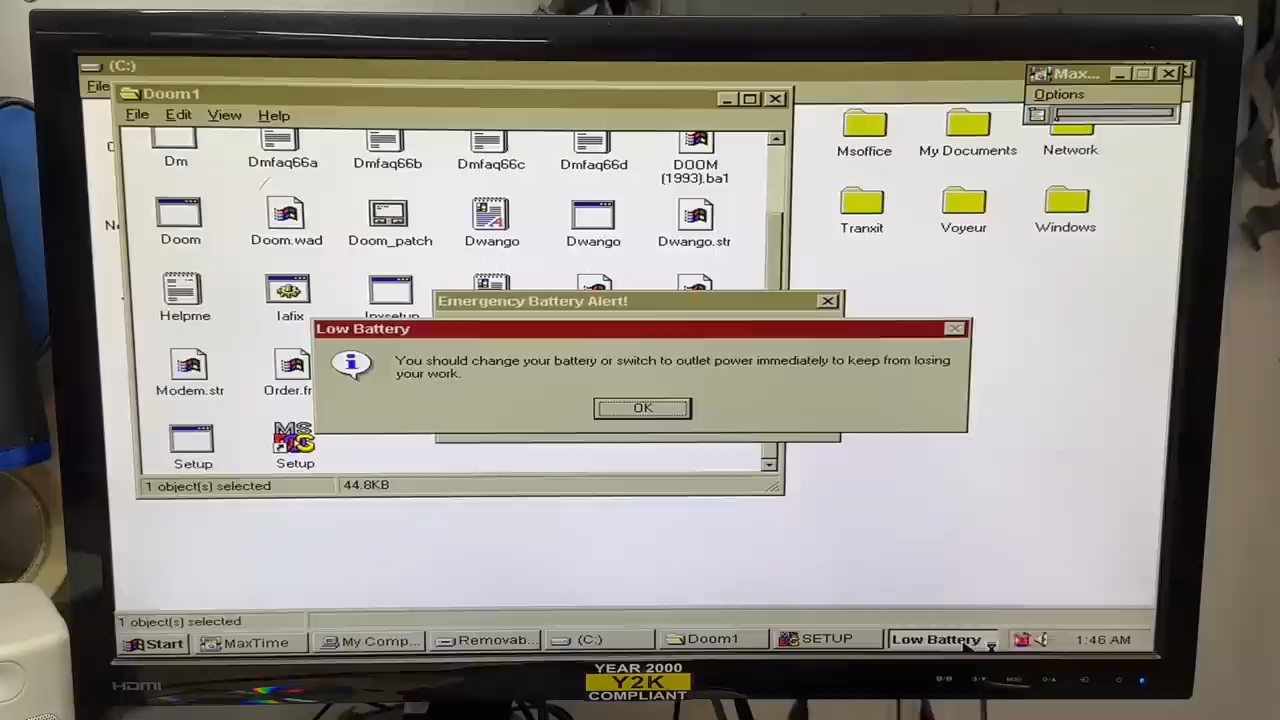 (C:)
File
Doom1
File Edit View Help
Dm
Dmfaq66a
Dmfaq66b
Dmfaq66c
Dmfaq66d
DOOM
(1993).ba1
Doom
Doom.wad
Doom_patch
Dwango
Dwango
Dwango.str
Helpme
Iafix
Ipxsetup
Modem.str
Order.fr
Setup
Setup
1 object(s) selected 44.8KB
Max...
Options
Msoffice
My Documents
Network
Tranxit
Voyeur
Windows
Emergency Battery Alert!
Low Battery
You should change your battery or switch to outlet power immediately to keep from losing
your work.
OK
1 object(s) selected
Start MaxTime My Comp... Removab... (C:) Doom1 SETUP Low Battery 1:46 AM
HDMI
YEAR 2000
Y2K
COMPLIANT